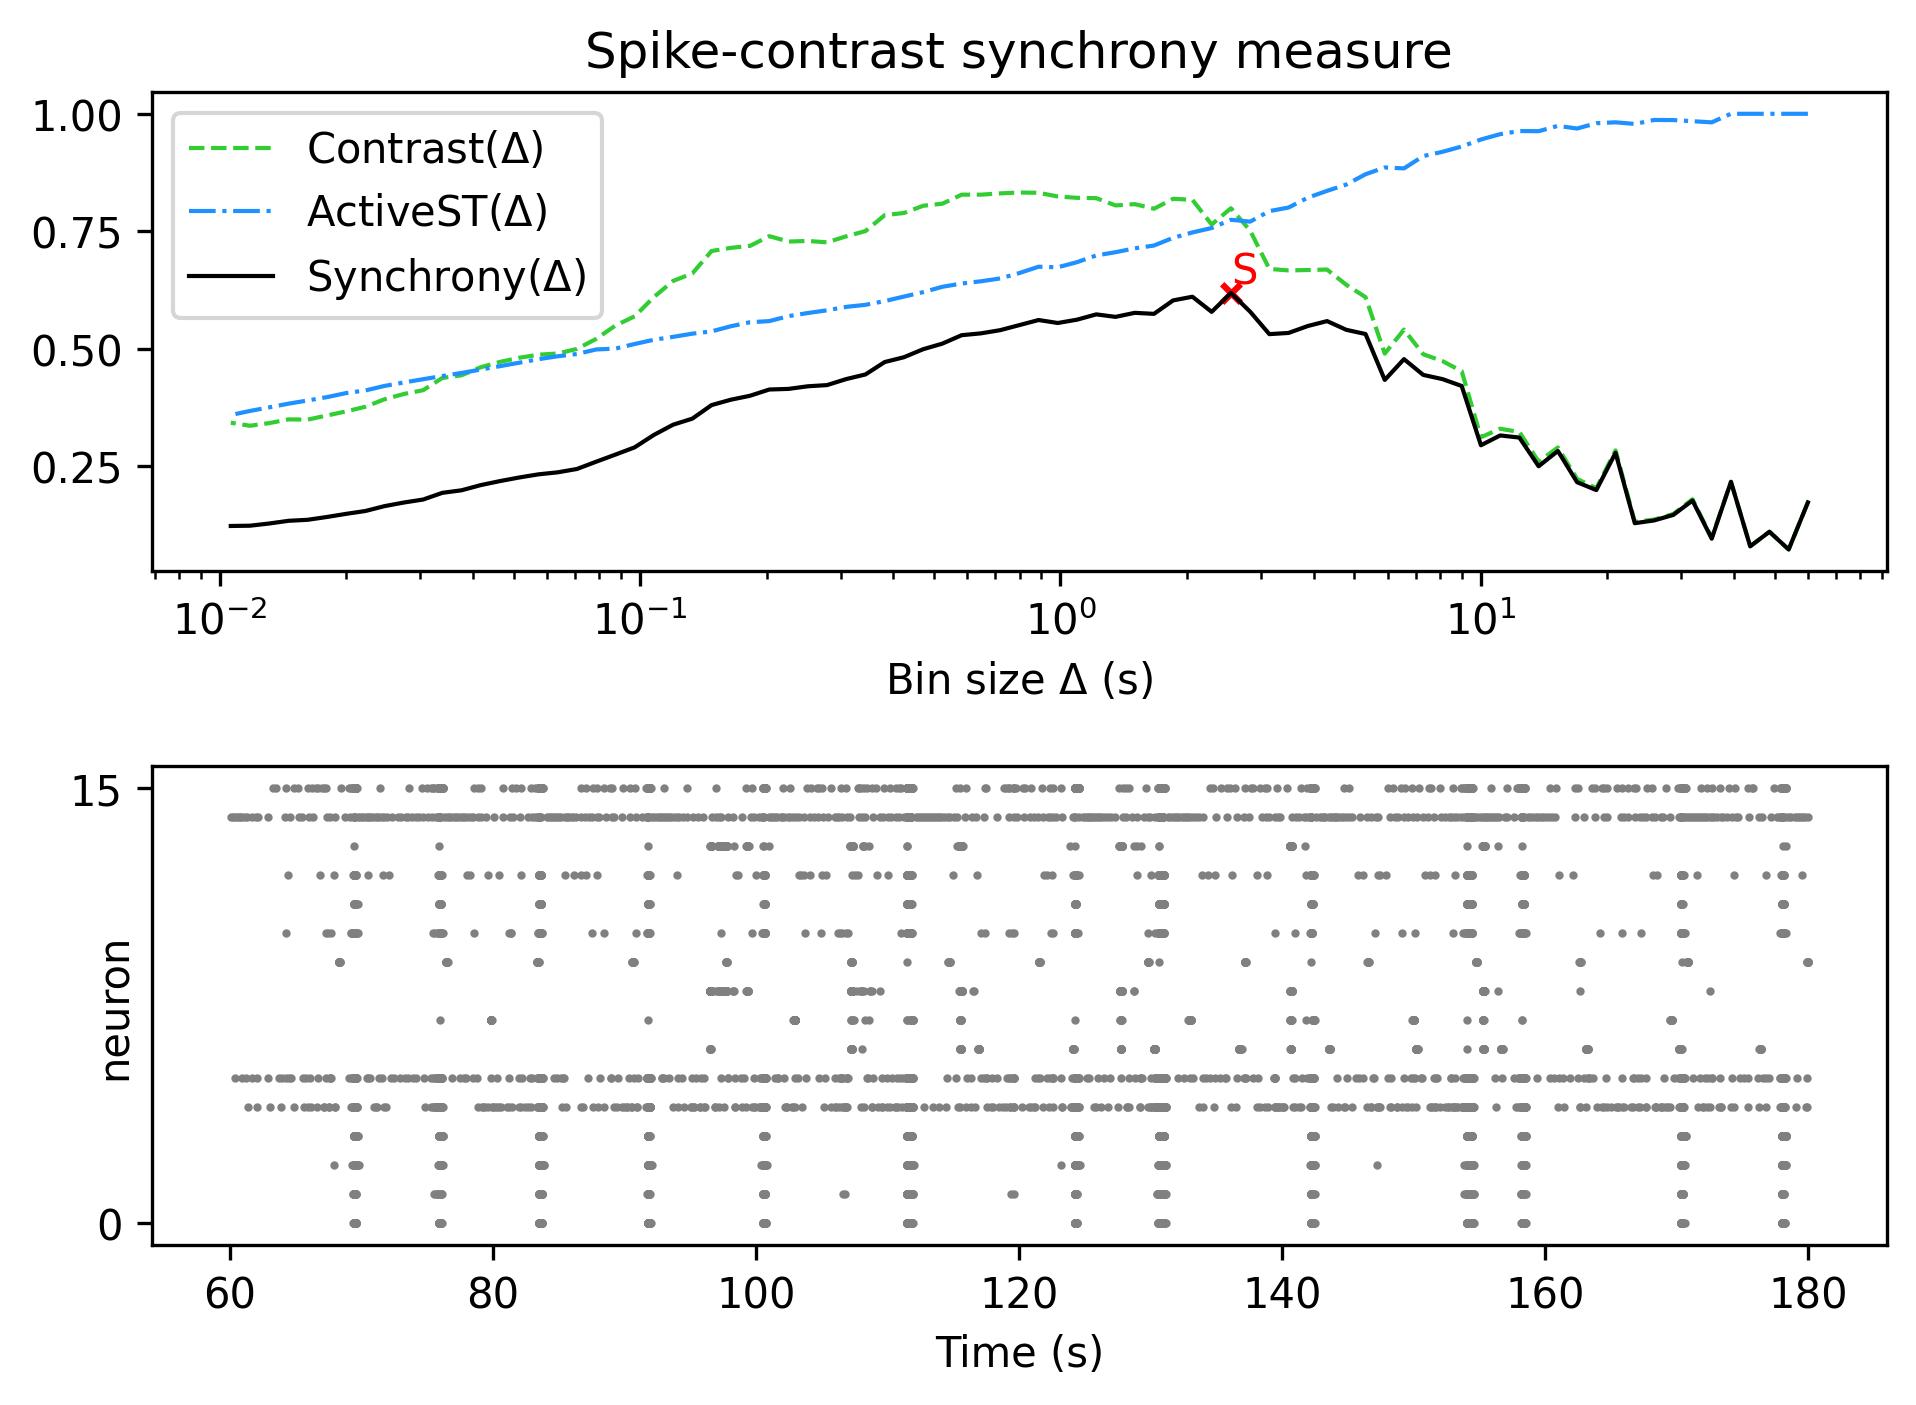 Spike-contrast synchrony measure
1.00
0.75
0.50
0.25
Contrast(Δ)
ActiveST(Δ)
Synchrony(Δ)
S
10⁻² 10⁻¹ 10⁰ 10¹
Bin size Δ (s)
15
0
neuron
60 80 100 120 140 160 180
Time (s)